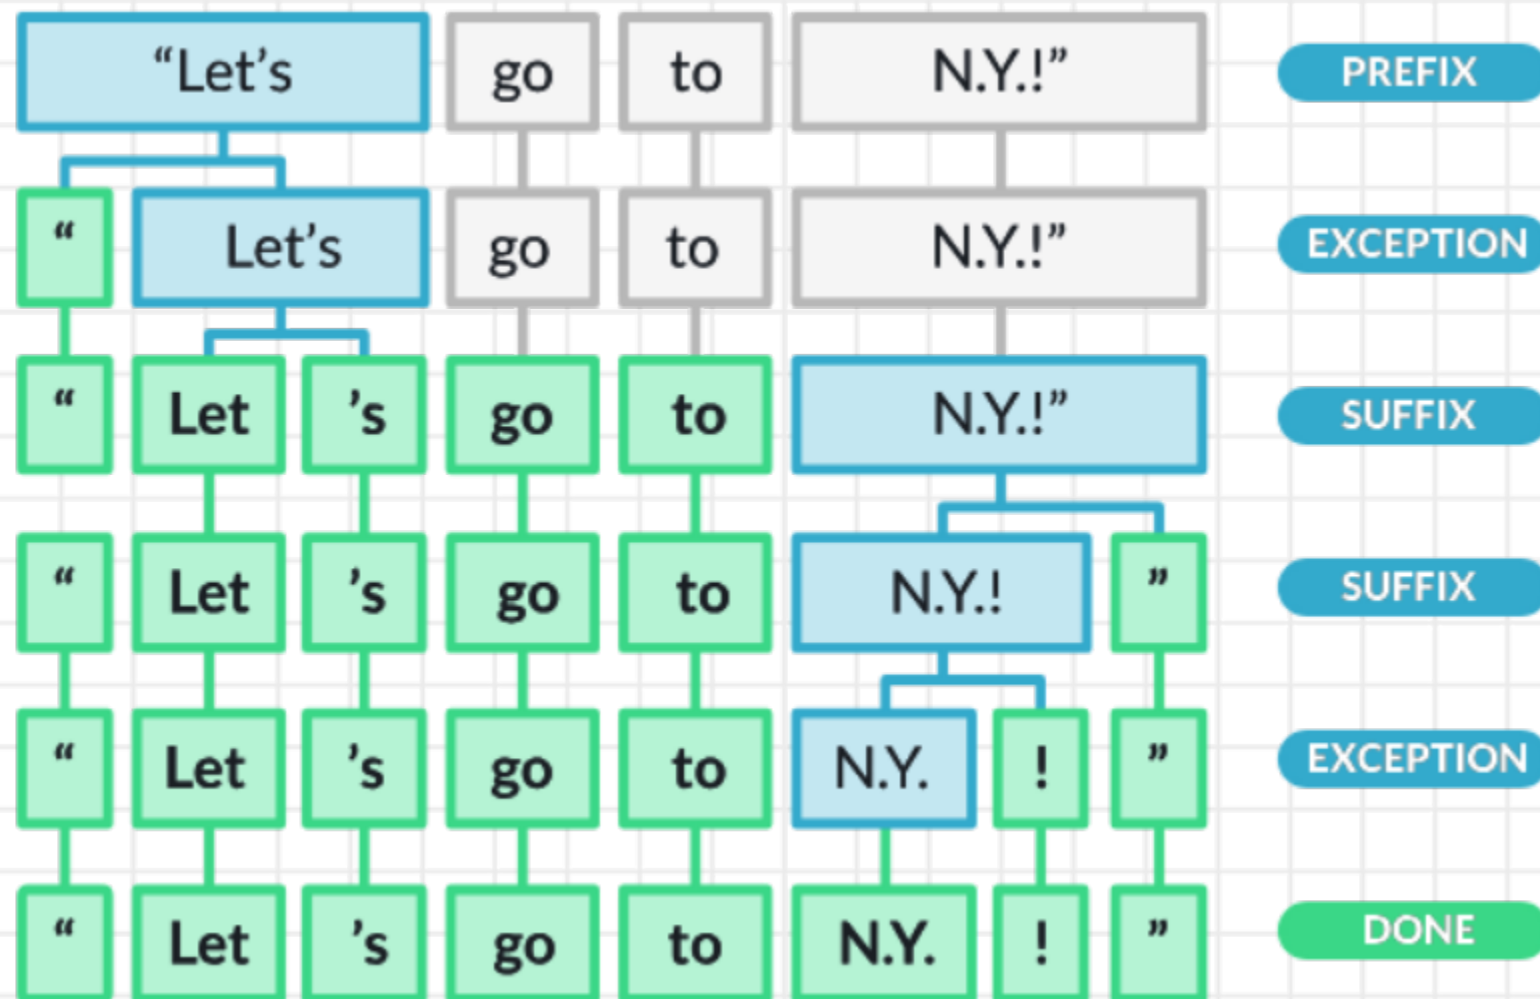 “Let’s go to N.Y.!” PREFIX
“ Let’s go to N.Y.!” EXCEPTION
“ Let ’s go to N.Y.!” SUFFIX
“ Let ’s go to N.Y.! ” SUFFIX
“ Let ’s go to N.Y. ! ” EXCEPTION
“ Let ’s go to N.Y. ! ” DONE